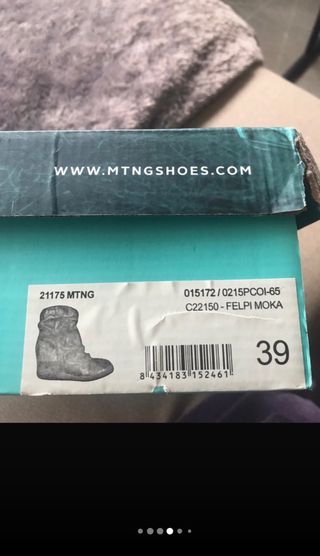 WWW.MTNGSHOES.COM
21175 MTNG
015172 / 0215PCOI-65
C22150 - FELPI MOKA
39
8 434183 152461